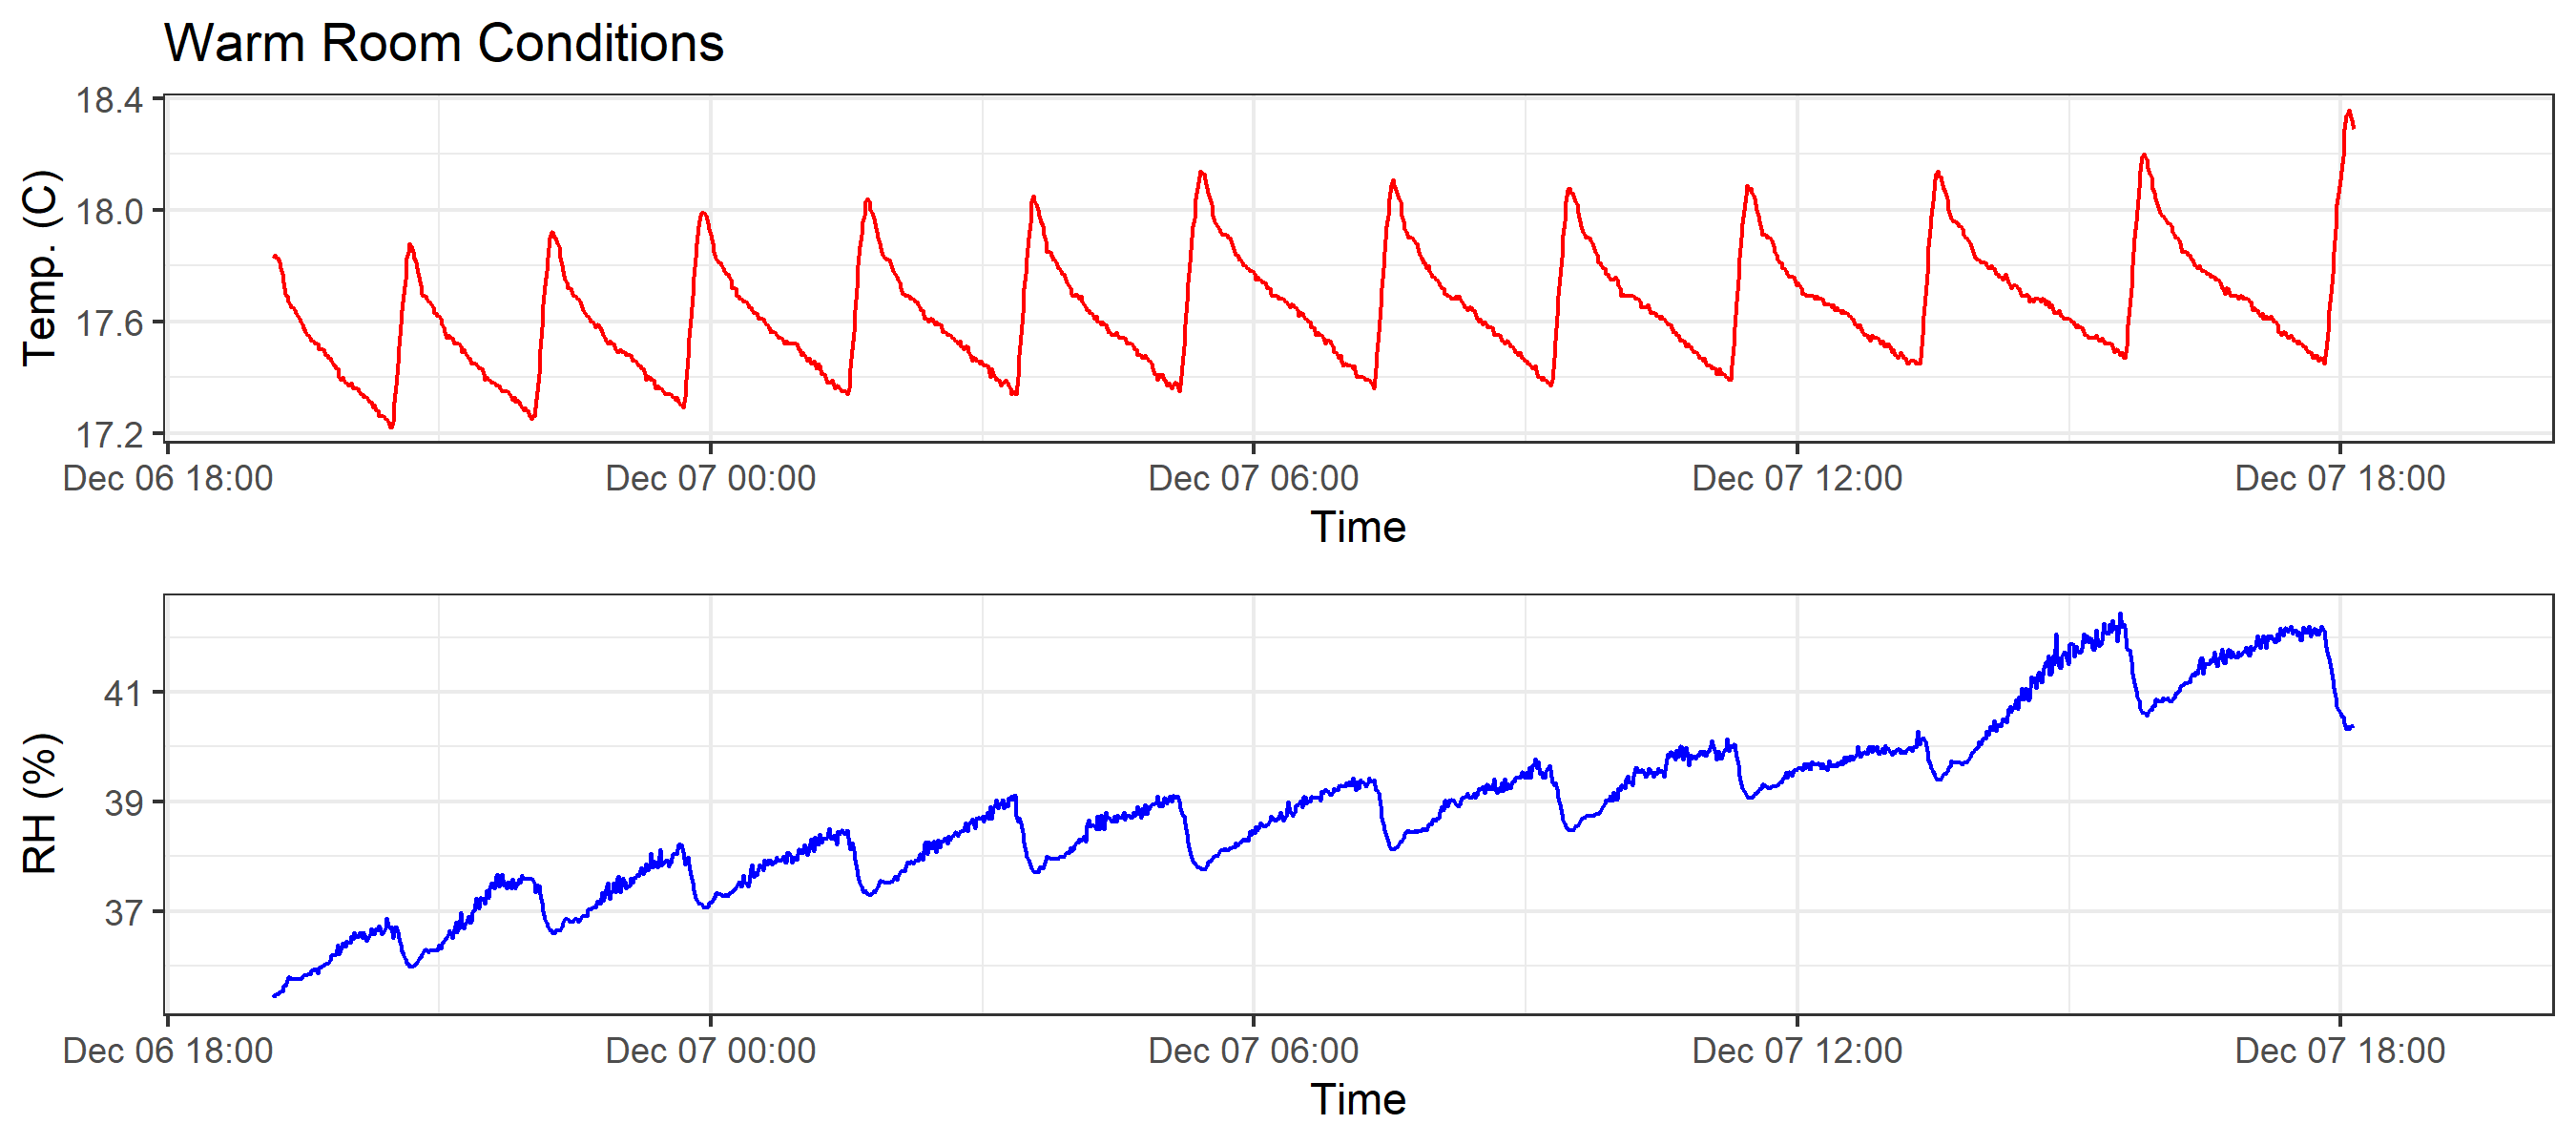 Warm Room Conditions
18.4
18.0
17.6
17.2
Temp. (C)
Dec 06 18:00 Dec 07 00:00 Dec 07 06:00 Dec 07 12:00 Dec 07 18:00
Time
41
39
37
RH (%)
Dec 06 18:00 Dec 07 00:00 Dec 07 06:00 Dec 07 12:00 Dec 07 18:00
Time